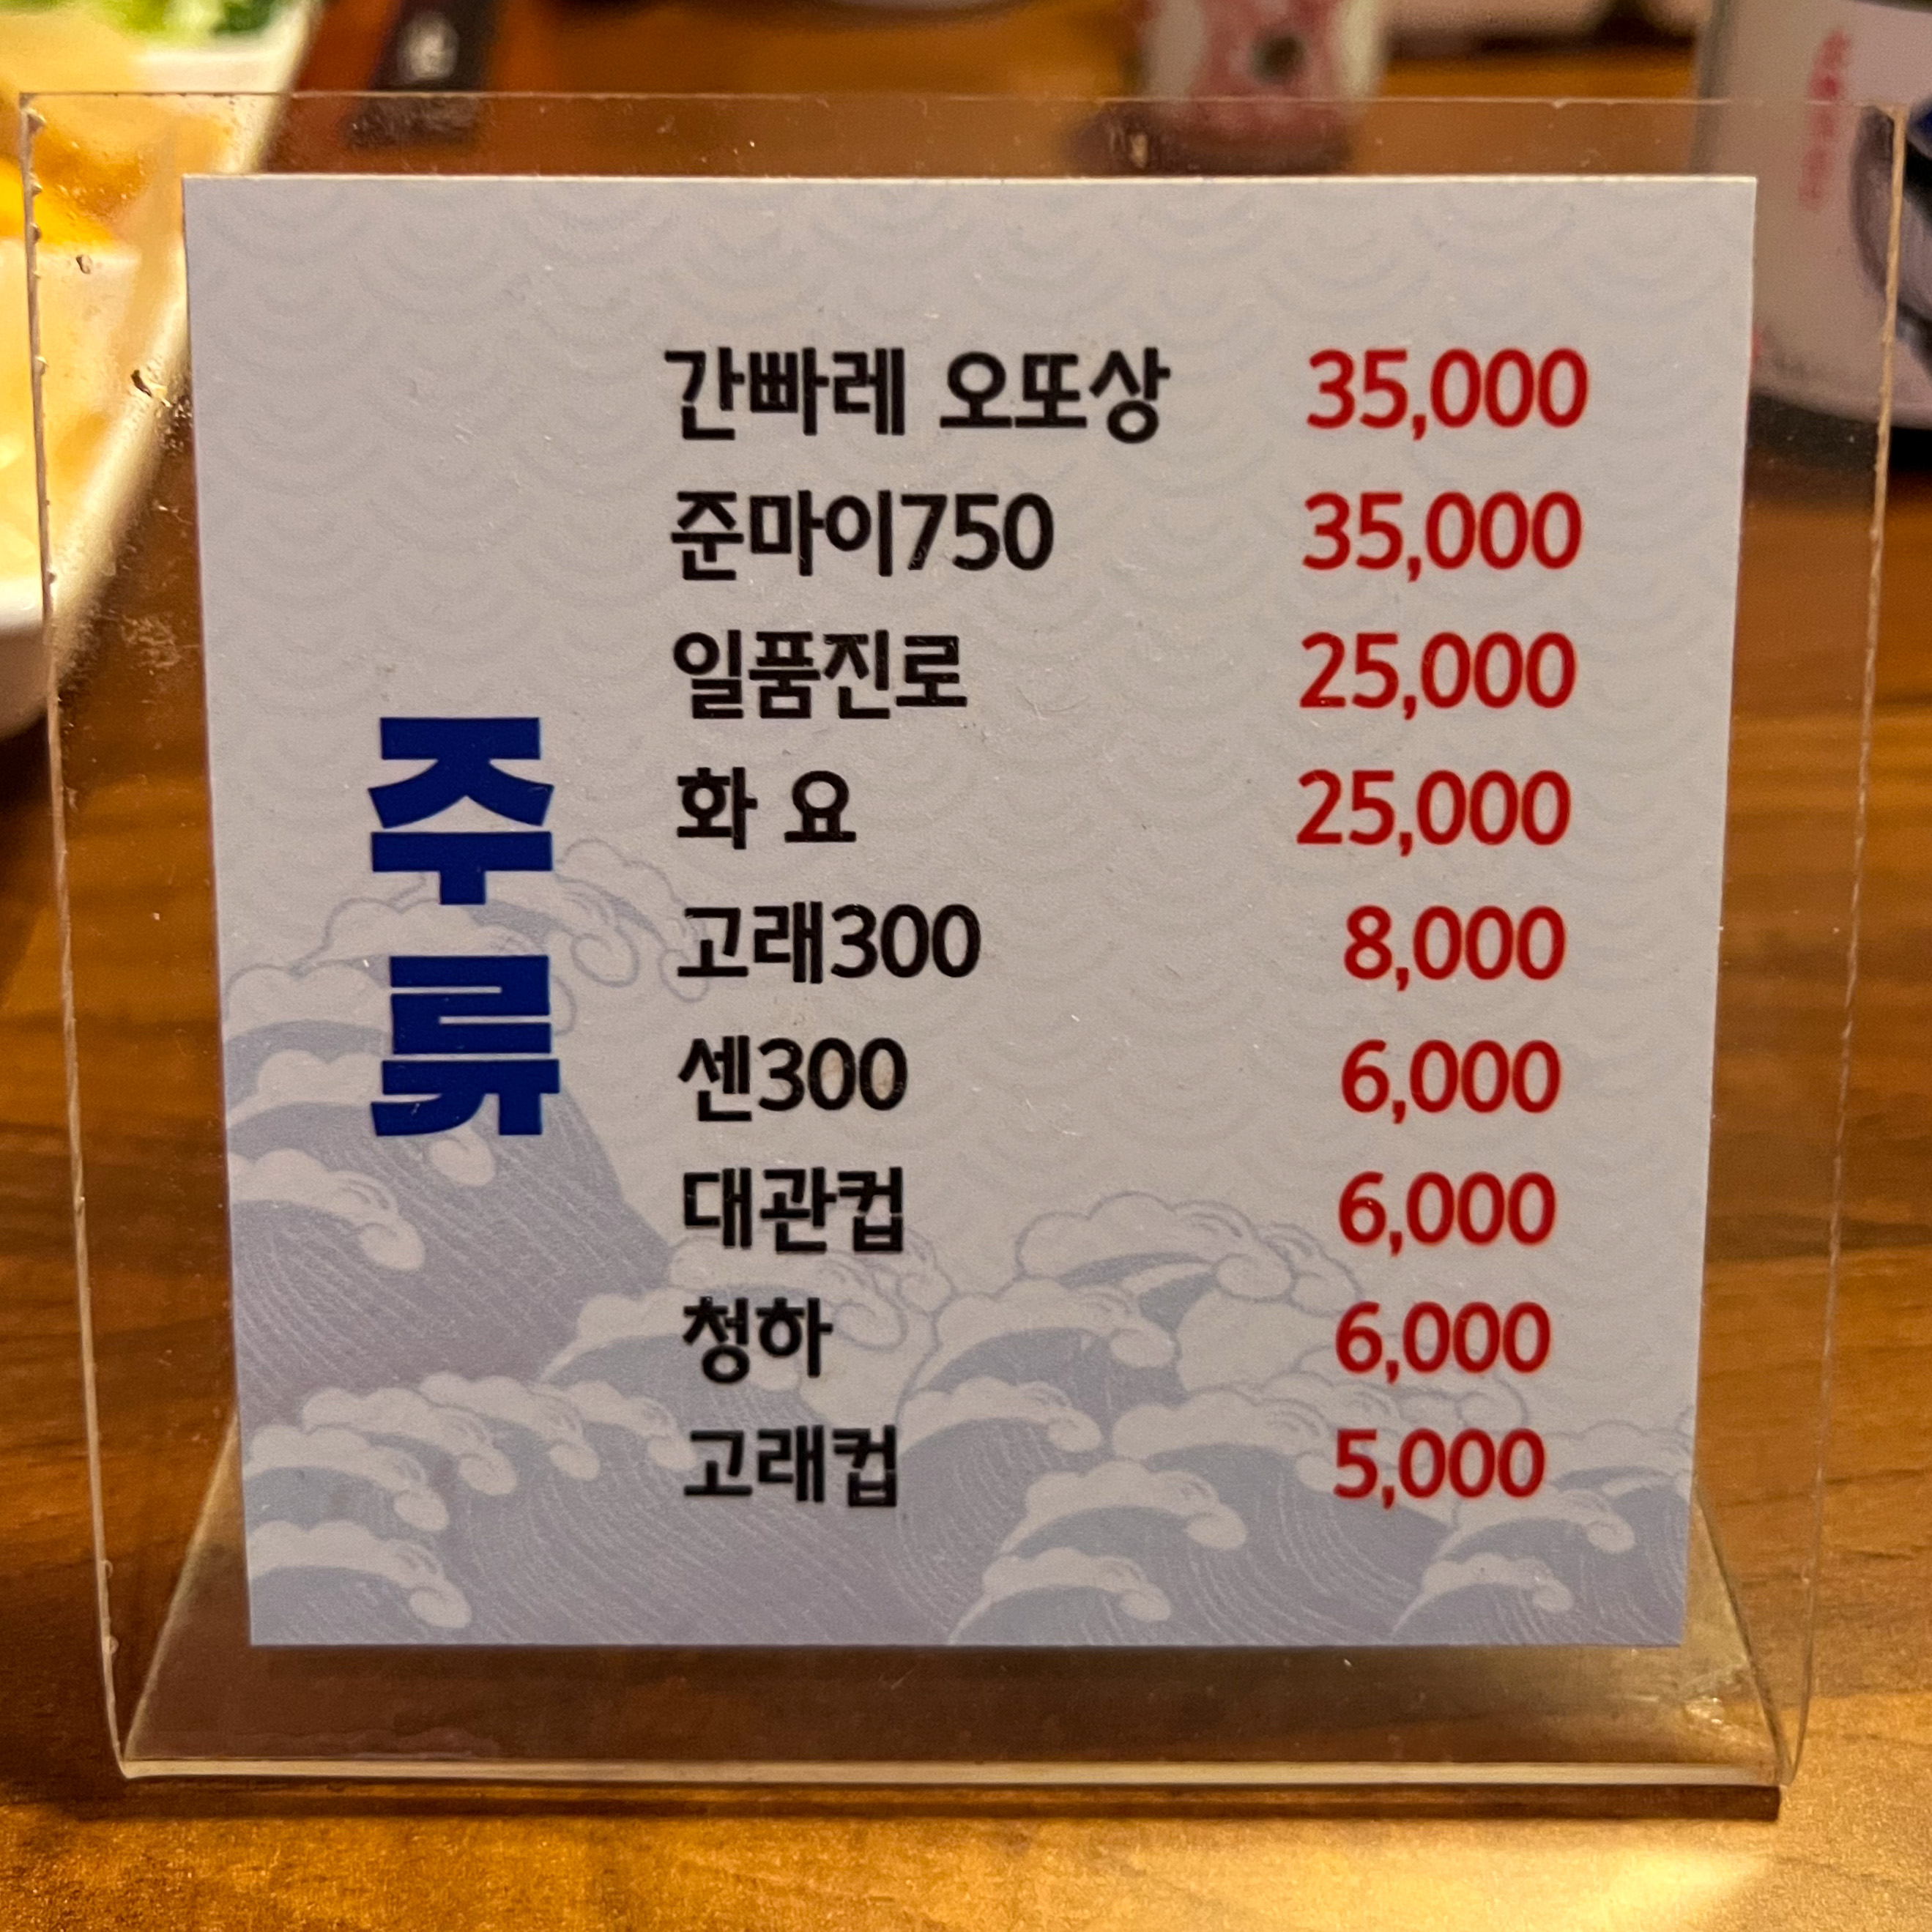 주류
간빠레 오또상 35,000
준마이750 35,000
일품진로 25,000
화 요 25,000
고래300 8,000
센300 6,000
대관컵 6,000
청하 6,000
고래컵 5,000